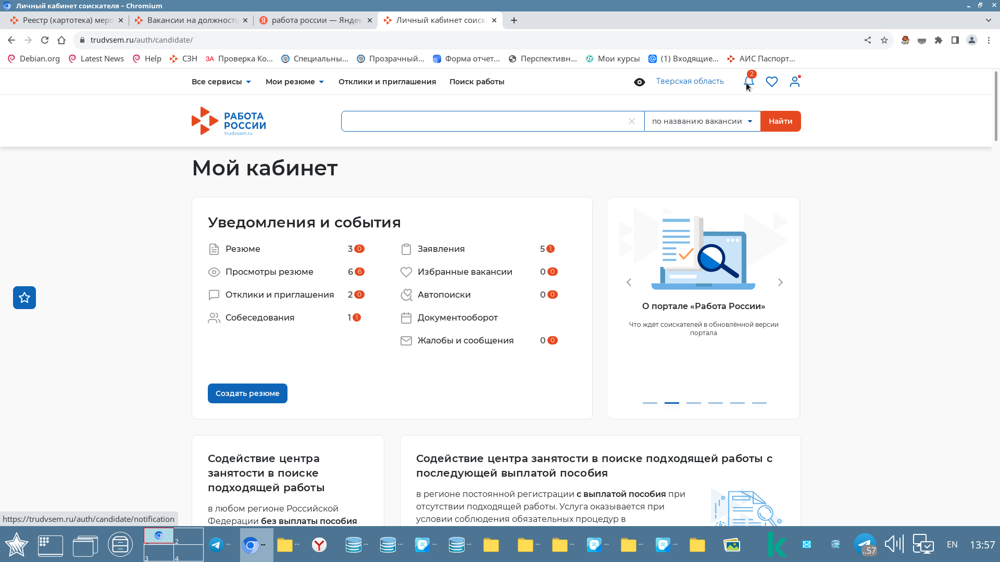 Личный кабинет соискателя – Chromium
Реестр (картотека) меро
Вакансии на должность
работа россии — Яндек
Личный кабинет соиск
trudvsem.ru/auth/candidate/
Debian.org
Latest News
Help
СЗН
ЗА Проверка Ко...
Специальны...
Прозрачный...
Форма отчет...
Перспективн...
Мои курсы
(1) Входящие...
АИС Паспорт...
Все сервисы
Мои резюме
Отклики и приглашения
Поиск работы
Тверская область
2
РАБОТА
РОССИИ
trudvsem.ru
по названию вакансии
Найти
Мой кабинет
Уведомления и события
Резюме 3 0
Просмотры резюме 6 6
Отклики и приглашения 2 0
Собеседования 1 1
Заявления 5 1
Избранные вакансии 0 0
Автопоиски 0 0
Документооборот
Жалобы и сообщения 0 0
Создать резюме
О портале «Работа России»
Что ждёт соискателей в обновлённой версии
портала
Содействие центра
занятости в поиске
подходящей работы
в любом регионе Российской
Федерации без выплаты пособия
Содействие центра занятости в поиске подходящей работы с
последующей выплатой пособия
в регионе постоянной регистрации с выплатой пособия при
отсутствии подходящей работы. Услуга оказывается при
условии соблюдения обязательных процедур в
https://trudvsem.ru/auth/candidate/notification
2
3
4
..57
EN
13:57